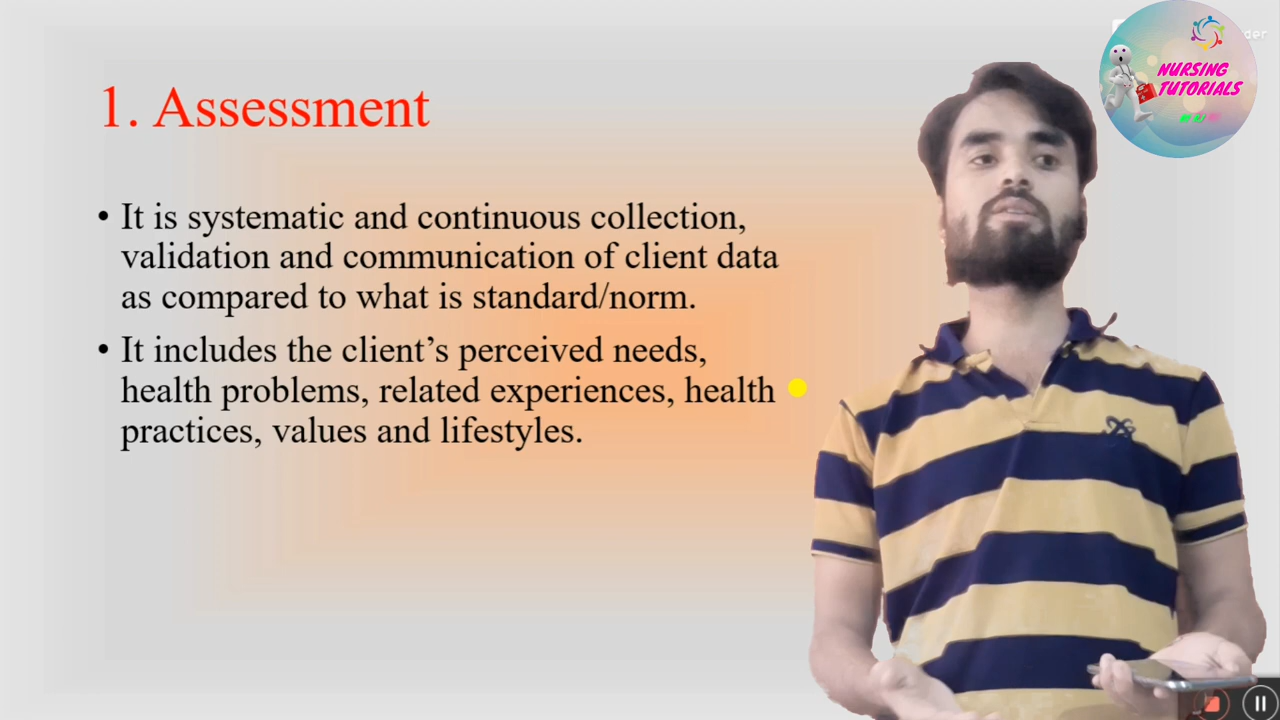 1. Assessment
• It is systematic and continuous collection,
validation and communication of client data
as compared to what is standard/norm.
• It includes the client’s perceived needs,
health problems, related experiences, health
practices, values and lifestyles.
NURSING
TUTORIALS